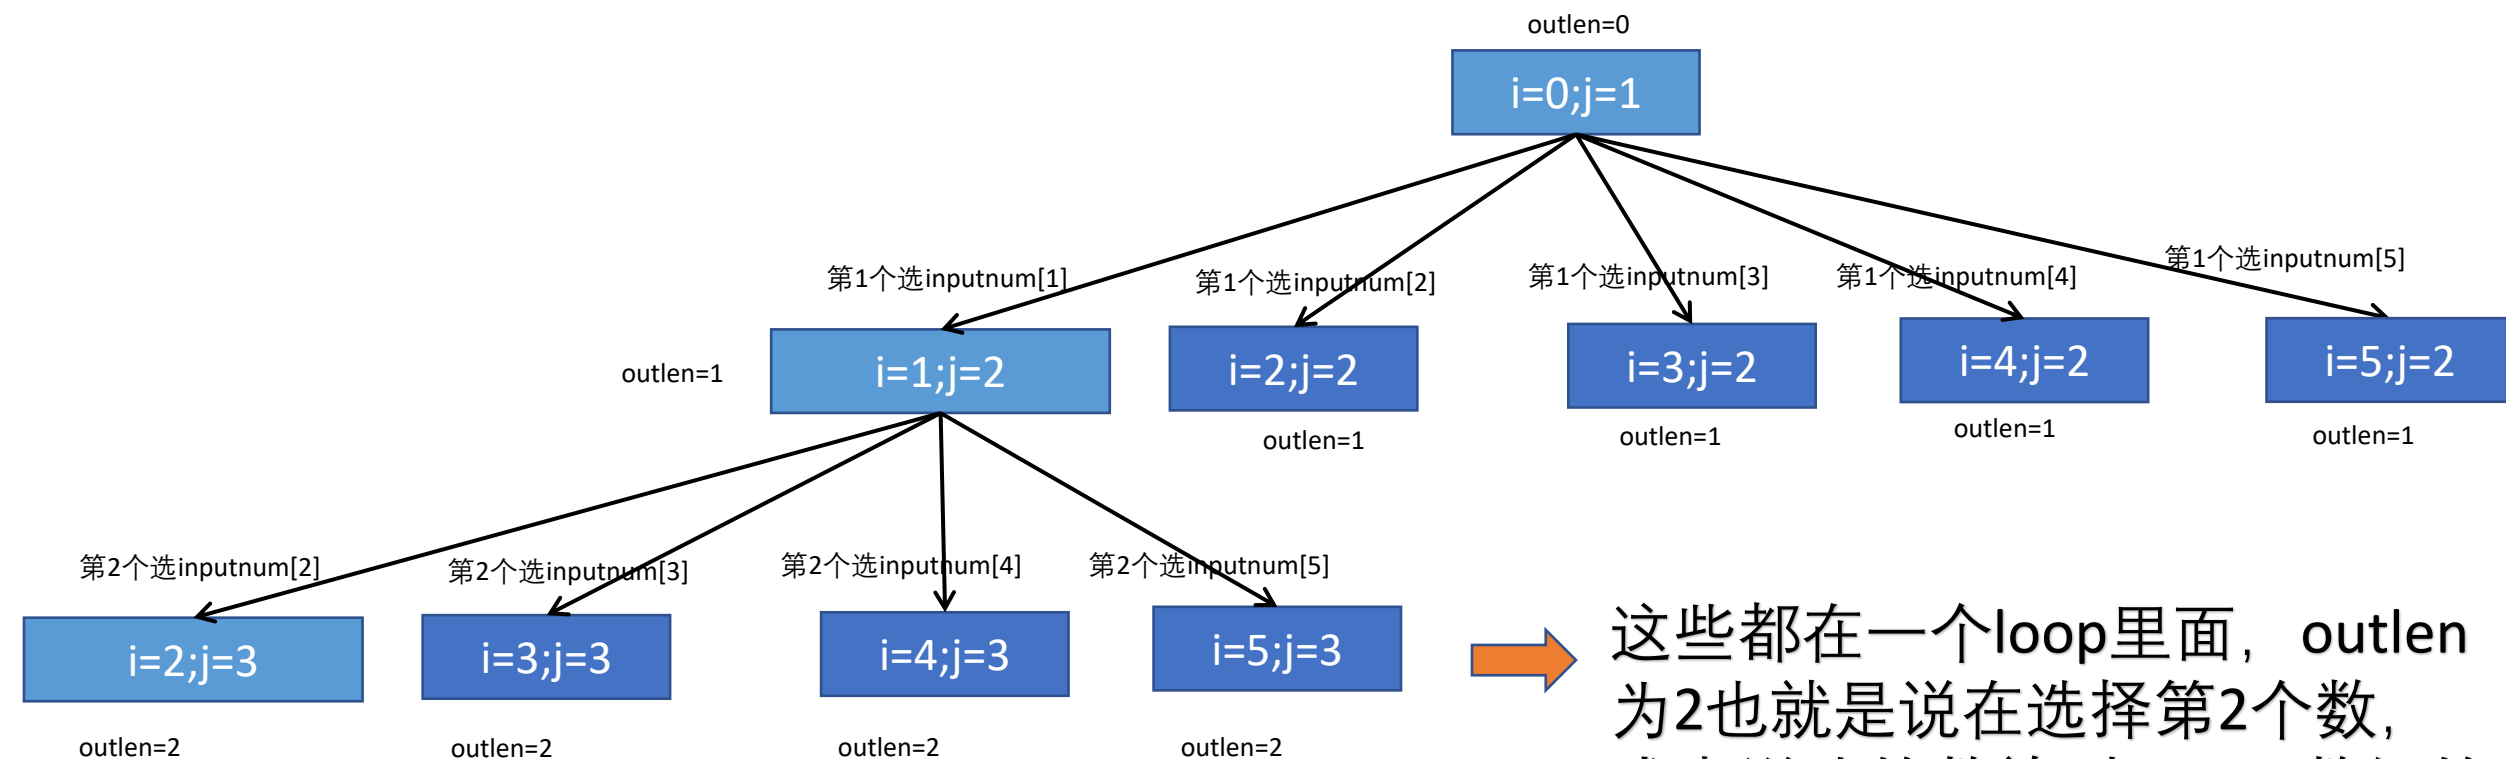 outlen=0
i=0;j=1
第1个选inputnum[1]
第1个选inputnum[2]
第1个选inputnum[3]
第1个选inputnum[4]
第1个选inputnum[5]
outlen=1
i=1;j=2
i=2;j=2
i=3;j=2
i=4;j=2
i=5;j=2
outlen=1
outlen=1
outlen=1
outlen=1
第2个选inputnum[2]
第2个选inputnum[3]
第2个选inputnum[4]
第2个选inputnum[5]
i=2;j=3
i=3;j=3
i=4;j=3
i=5;j=3
outlen=2
outlen=2
outlen=2
outlen=2
这些都在一个loop里面, outlen
为2也就是说在选择第2个数,